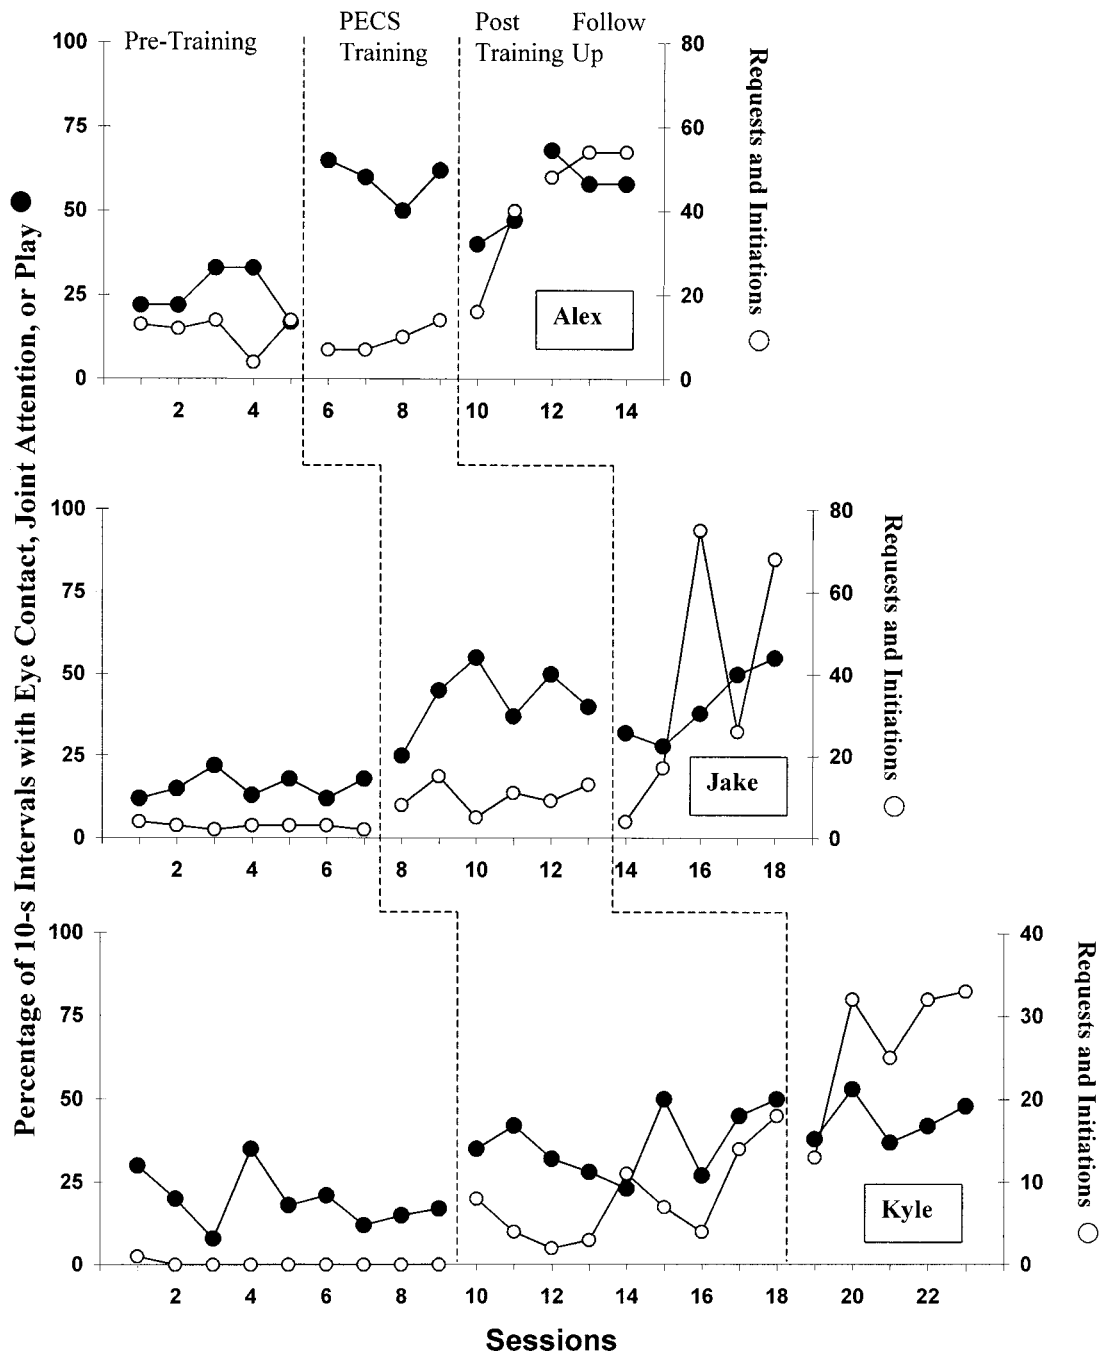 Percentage of 10-s Intervals with Eye Contact, Joint Attention, or Play
Pre-Training
PECS
Training
Post
Training
Follow
Up
100
75
50
25
0
80
60
40
20
0
Requests and Initiations
Alex
2 4 6 8 10 12 14
100
75
50
25
0
80
60
40
20
0
Requests and Initiations
Jake
2 4 6 8 10 12 14 16 18
100
75
50
25
0
40
30
20
10
0
Requests and Initiations
Kyle
2 4 6 8 10 12 14 16 18 20 22
Sessions